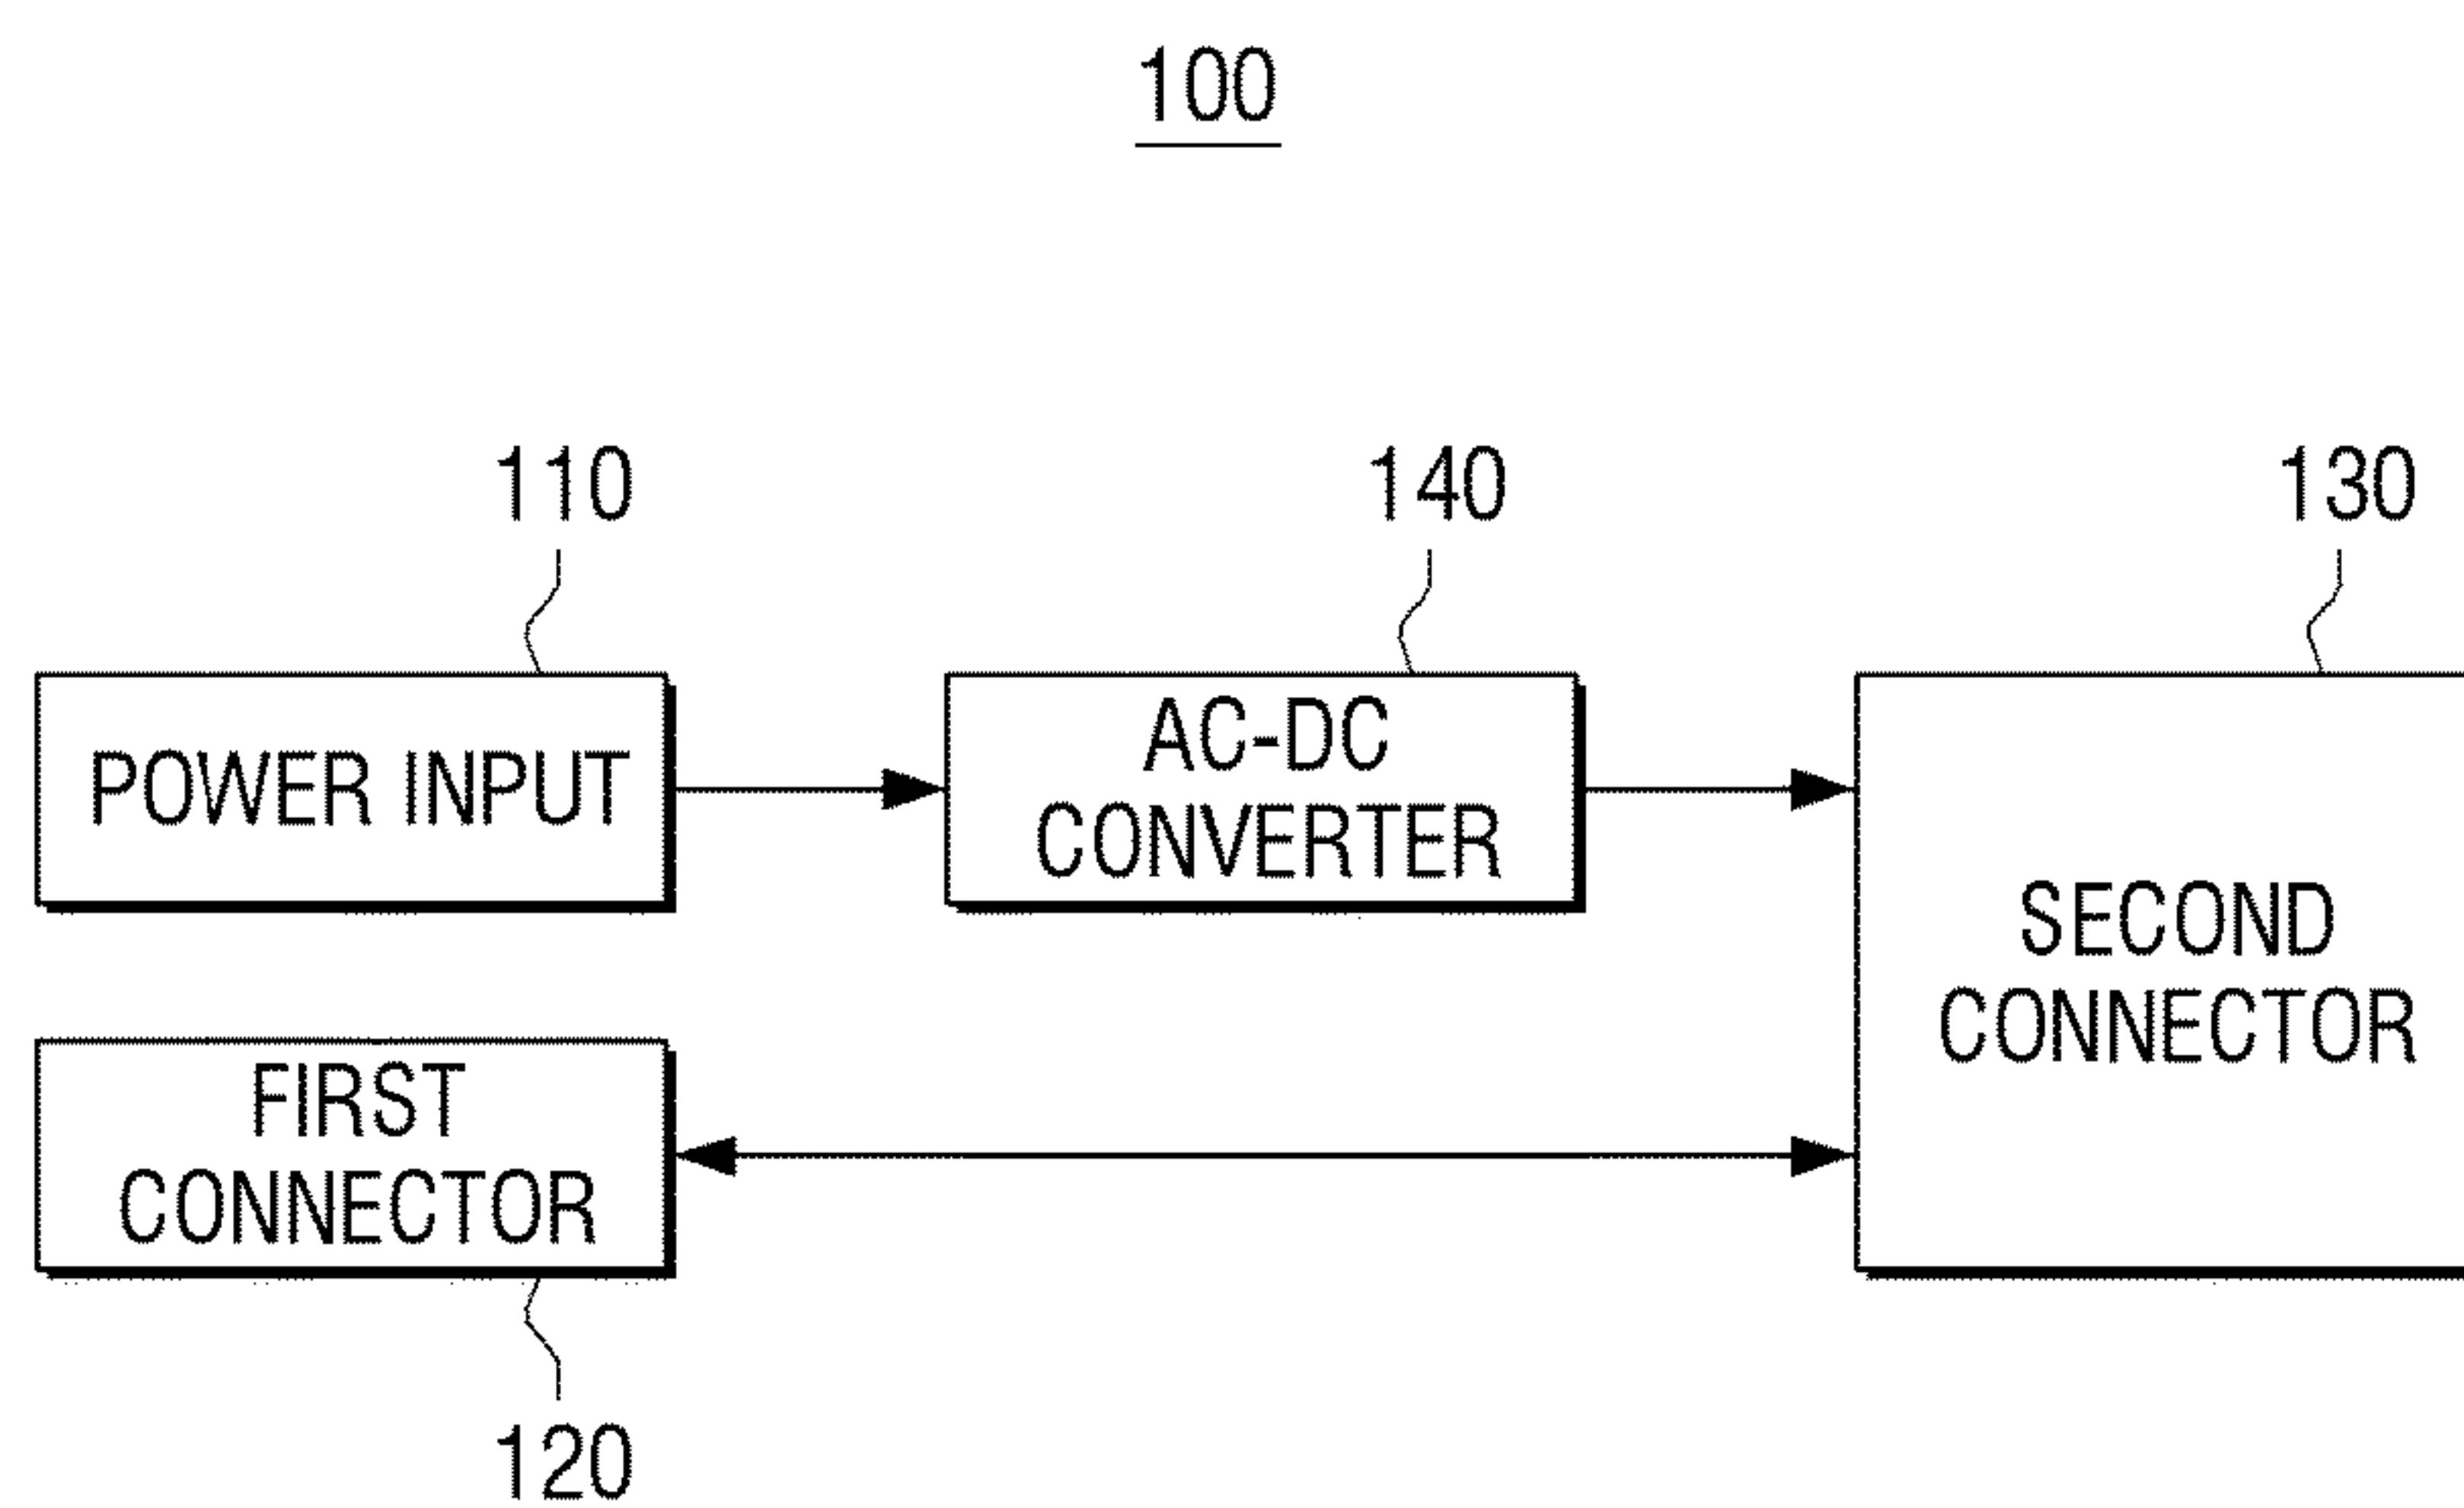 100
110
140
130
POWER INPUT
AC-DC
CONVERTER
SECOND
CONNECTOR
FIRST
CONNECTOR
120